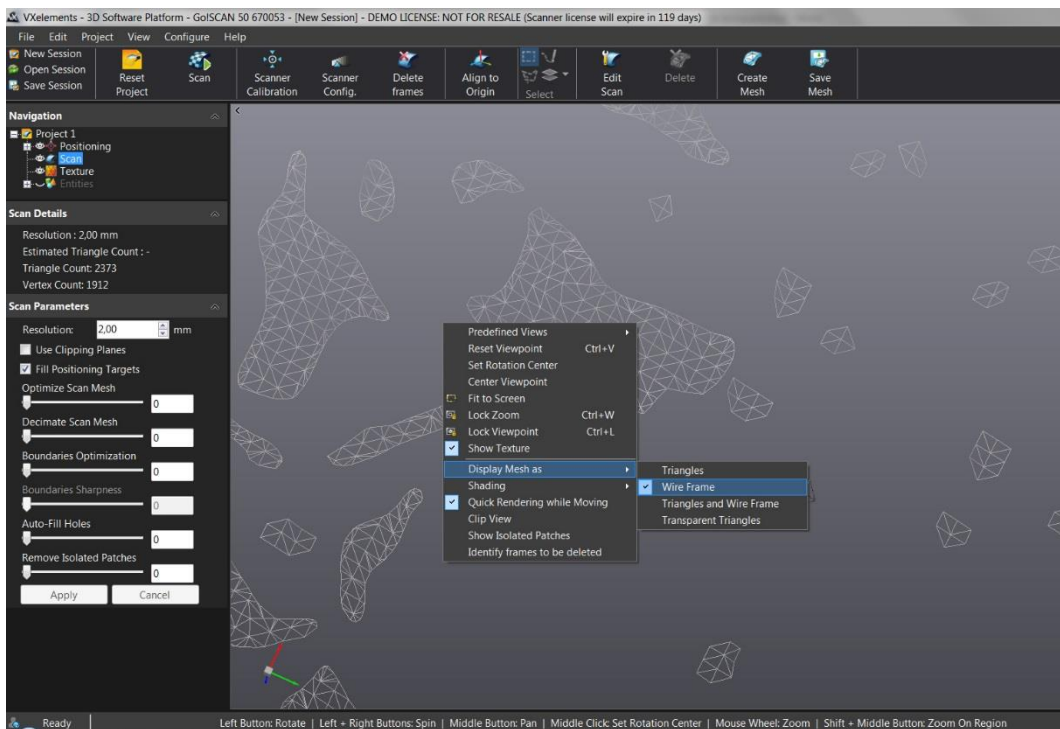 VXelements - 3D Software Platform - Go!SCAN 50 670053 - [New Session] - DEMO LICENSE: NOT FOR RESALE (Scanner license will expire in 119 days)
File Edit Project View Configure Help
New Session
Open Session
Save Session
Reset Project
Scan
Scanner Calibration
Scanner Config.
Delete frames
Align to Origin
Select
Edit Scan
Delete
Create Mesh
Save Mesh
Navigation
Project 1
Positioning
Scan
Texture
Entities
Scan Details
Resolution : 2,00 mm
Estimated Triangle Count : -
Triangle Count: 2373
Vertex Count: 1912
Scan Parameters
Resolution: 2,00 mm
Use Clipping Planes
Fill Positioning Targets
Optimize Scan Mesh
0
Decimate Scan Mesh
0
Boundaries Optimization
0
Boundaries Sharpness
0
Auto-Fill Holes
0
Remove Isolated Patches
0
Apply Cancel
Predefined Views
Reset Viewpoint Ctrl+V
Set Rotation Center
Center Viewpoint
Fit to Screen
Lock Zoom Ctrl+W
Lock Viewpoint Ctrl+L
Show Texture
Display Mesh as
Shading
Quick Rendering while Moving
Clip View
Show Isolated Patches
Identify frames to be deleted
Triangles
Wire Frame
Triangles and Wire Frame
Transparent Triangles
Ready
Left Button: Rotate | Left + Right Buttons: Spin | Middle Button: Pan | Middle Click: Set Rotation Center | Mouse Wheel: Zoom | Shift + Middle Button: Zoom On Region